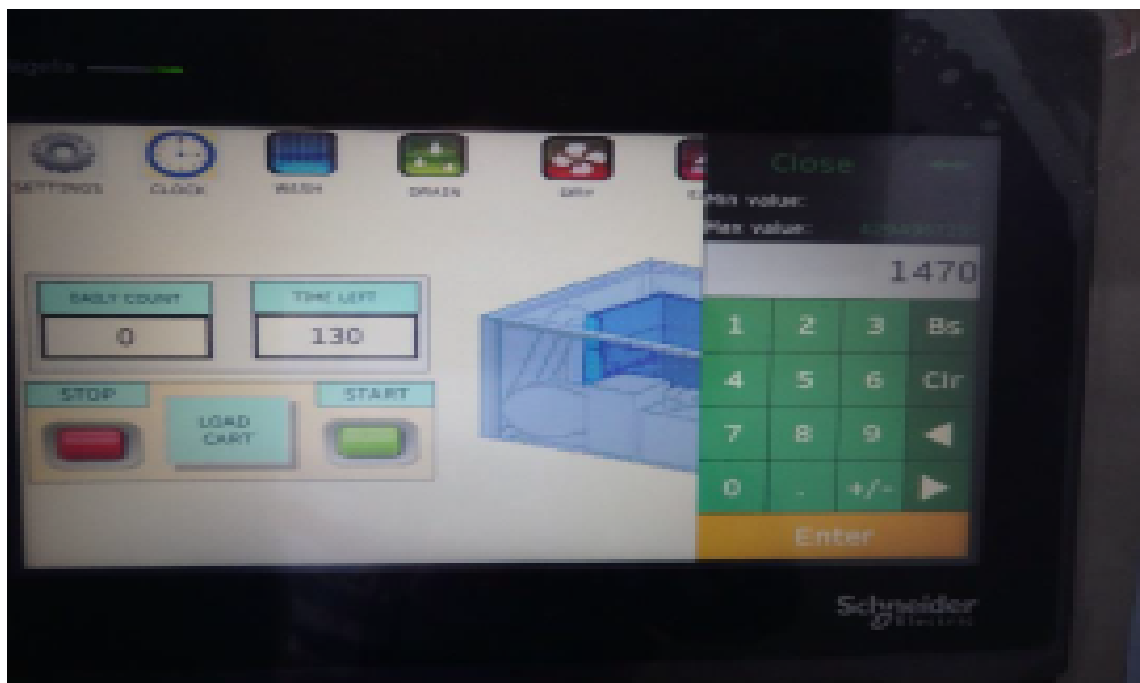 SETTINGS
CLOCK
WASH
DRAIN
DRY
DAILY COUNT
0
TIME LEFT
130
STOP
LOAD
CART
START
Close
Min value:
Max value:
1470
1 2 3 Bs
4 5 6 Clr
7 8 9
0 . +/-
Enter
Schneider
Electric